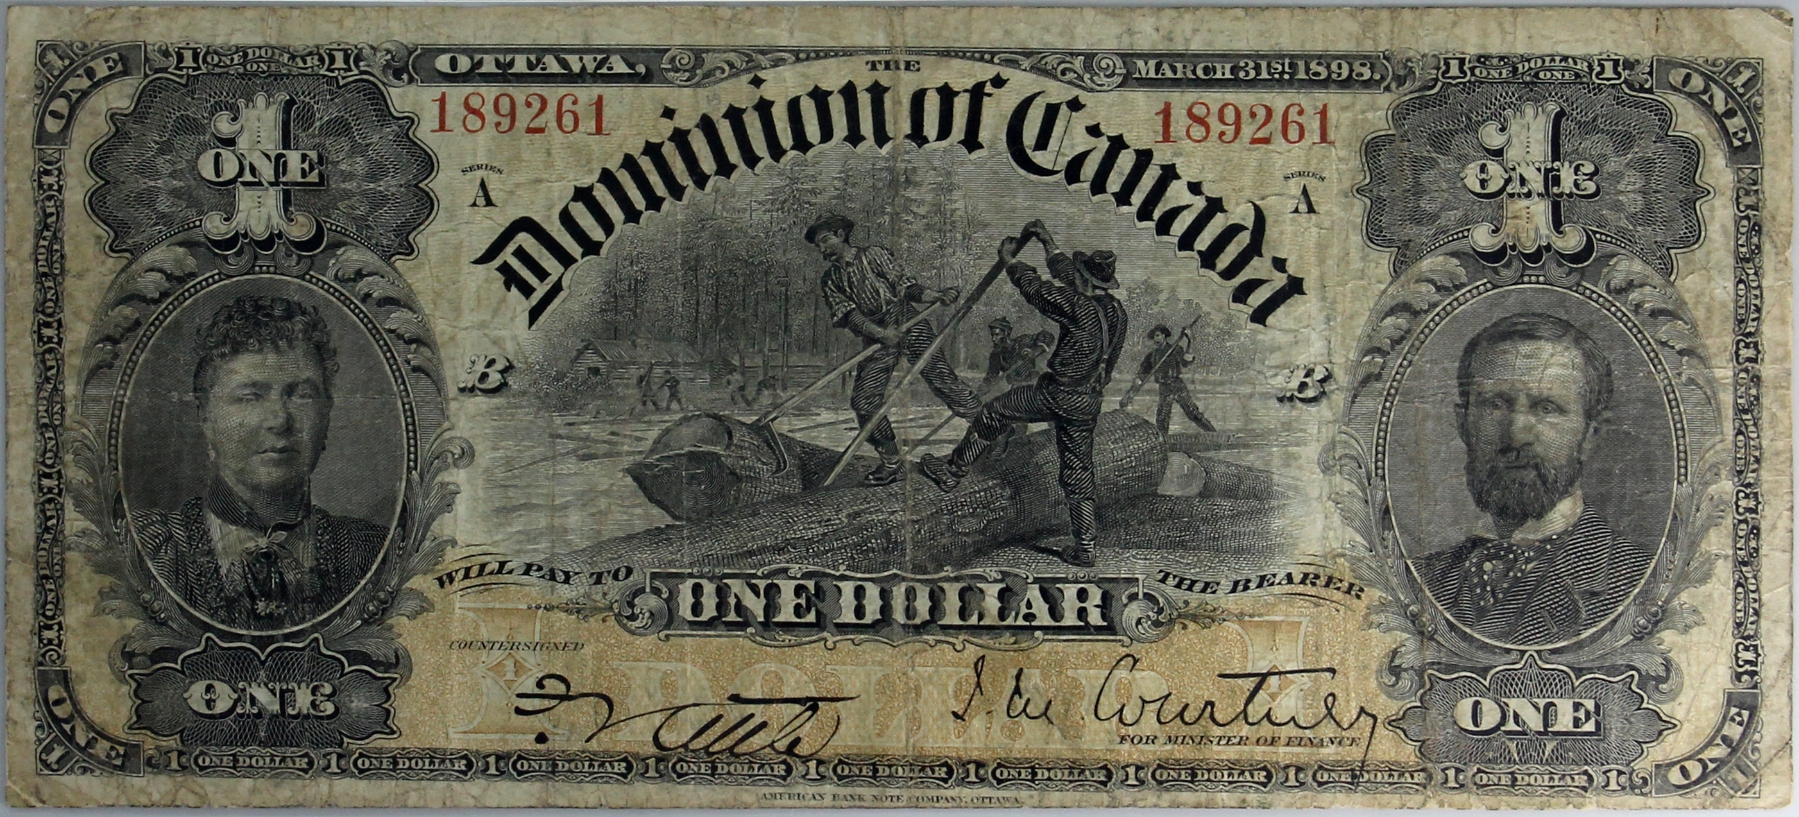 ONE ONE DOLLAR ONE OTTAWA, THE MARCH 31st 1898. ONE DOLLAR ONE ONE
1 ONE 189261 Dominion of Canada 189261 1 ONE
SERIES A SERIES A
B B
WILL PAY TO ONE DOLLAR THE BEARER
COUNTERSIGNED
1 DOLLAR 1
J. M. Courtney
FOR MINISTER OF FINANCE
ONE ONE ONE ONE
1 ONE DOLLAR 1 ONE DOLLAR 1 ONE DOLLAR 1 ONE DOLLAR 1 ONE DOLLAR 1 ONE DOLLAR 1 ONE DOLLAR 1 ONE DOLLAR 1 ONE DOLLAR 1
AMERICAN BANK NOTE COMPANY, OTTAWA.